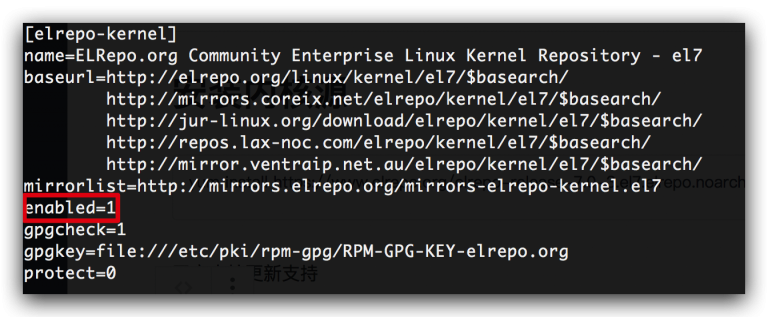 [elrepo-kernel]
name=ELRepo.org Community Enterprise Linux Kernel Repository - el7
baseurl=http://elrepo.org/linux/kernel/el7/$basearch/
http://mirrors.coreix.net/elrepo/kernel/el7/$basearch/
http://jur-linux.org/download/elrepo/kernel/el7/$basearch/
http://repos.lax-noc.com/elrepo/kernel/el7/$basearch/
http://mirror.ventraip.net.au/elrepo/kernel/el7/$basearch/
mirrorlist=http://mirrors.elrepo.org/mirrors-elrepo-kernel.el7
enabled=1
gpgcheck=1
gpgkey=file:///etc/pki/rpm-gpg/RPM-GPG-KEY-elrepo.org
protect=0
更新支持